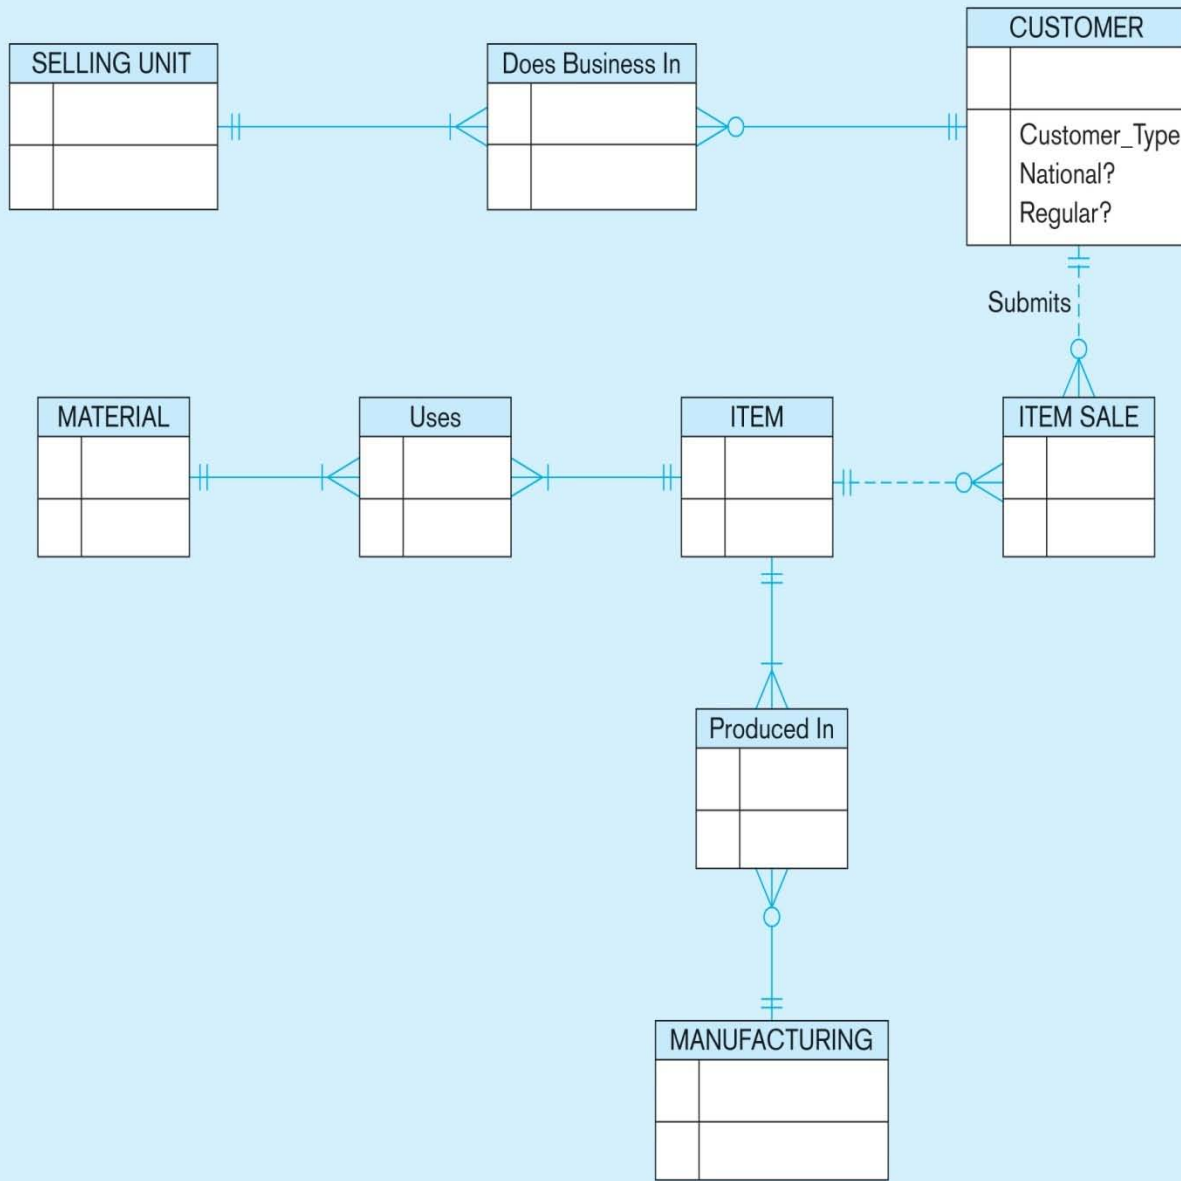 CUSTOMER
SELLING UNIT
Does Business In
Customer_Type
National?
Regular?
Submits
MATERIAL
Uses
ITEM
ITEM SALE
Produced In
MANUFACTURING